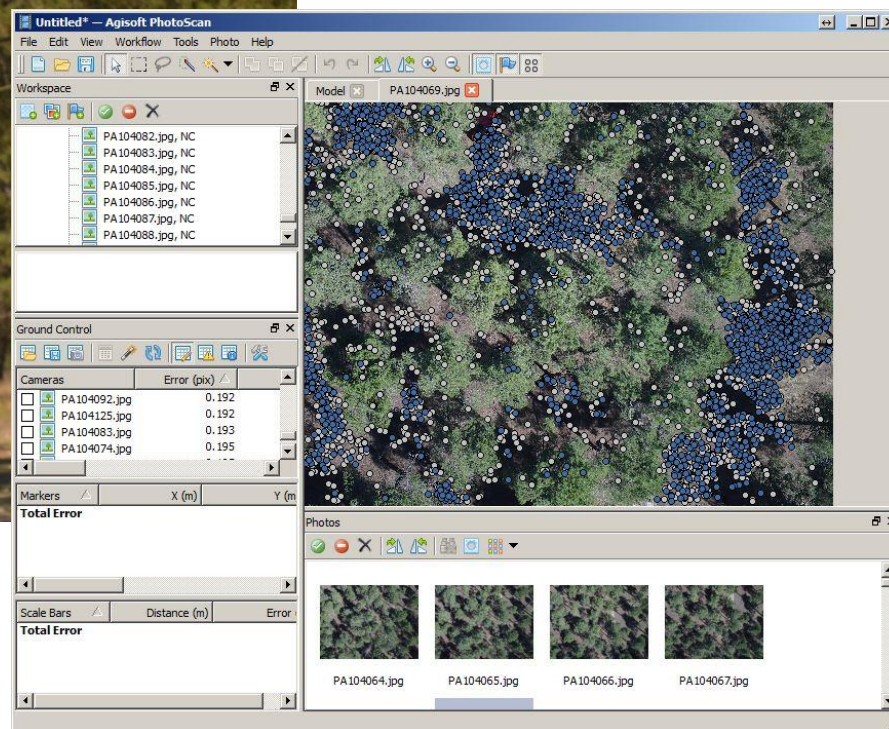 Untitled* — Agisoft PhotoScan
File Edit View Workflow Tools Photo Help
Workspace
Model PA104069.jpg
PA104082.jpg, NC
PA104083.jpg, NC
PA104084.jpg, NC
PA104085.jpg, NC
PA104086.jpg, NC
PA104087.jpg, NC
PA104088.jpg, NC
Ground Control
Cameras Error (pix)
PA104092.jpg 0.192
PA104125.jpg 0.192
PA104083.jpg 0.193
PA104074.jpg 0.195
Markers X (m) Y (m
Total Error
Scale Bars Distance (m) Error
Total Error
Photos
PA104064.jpg PA104065.jpg PA104066.jpg PA104067.jpg